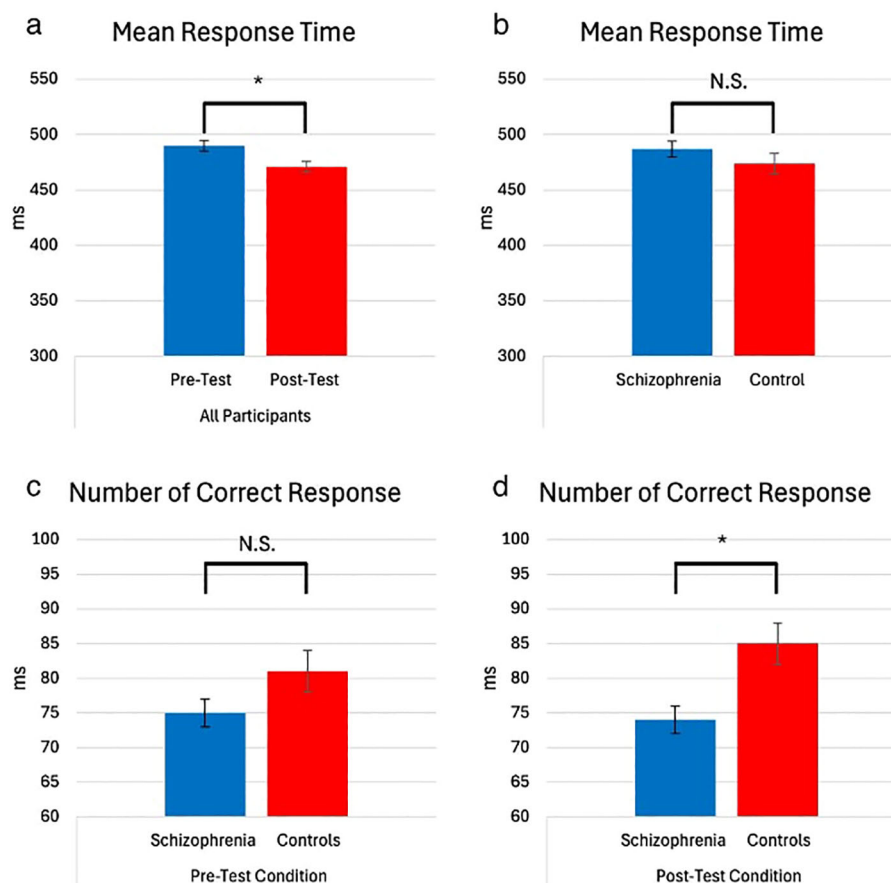 a
Mean Response Time
550
500
450
400
350
300
ms
*
Pre-Test
Post-Test
All Participants
b
Mean Response Time
550
500
450
400
350
300
ms
N.S.
Schizophrenia
Control
c
Number of Correct Response
100
95
90
85
80
75
70
65
60
ms
N.S.
Schizophrenia
Controls
Pre-Test Condition
d
Number of Correct Response
100
95
90
85
80
75
70
65
60
ms
*
Schizophrenia
Controls
Post-Test Condition